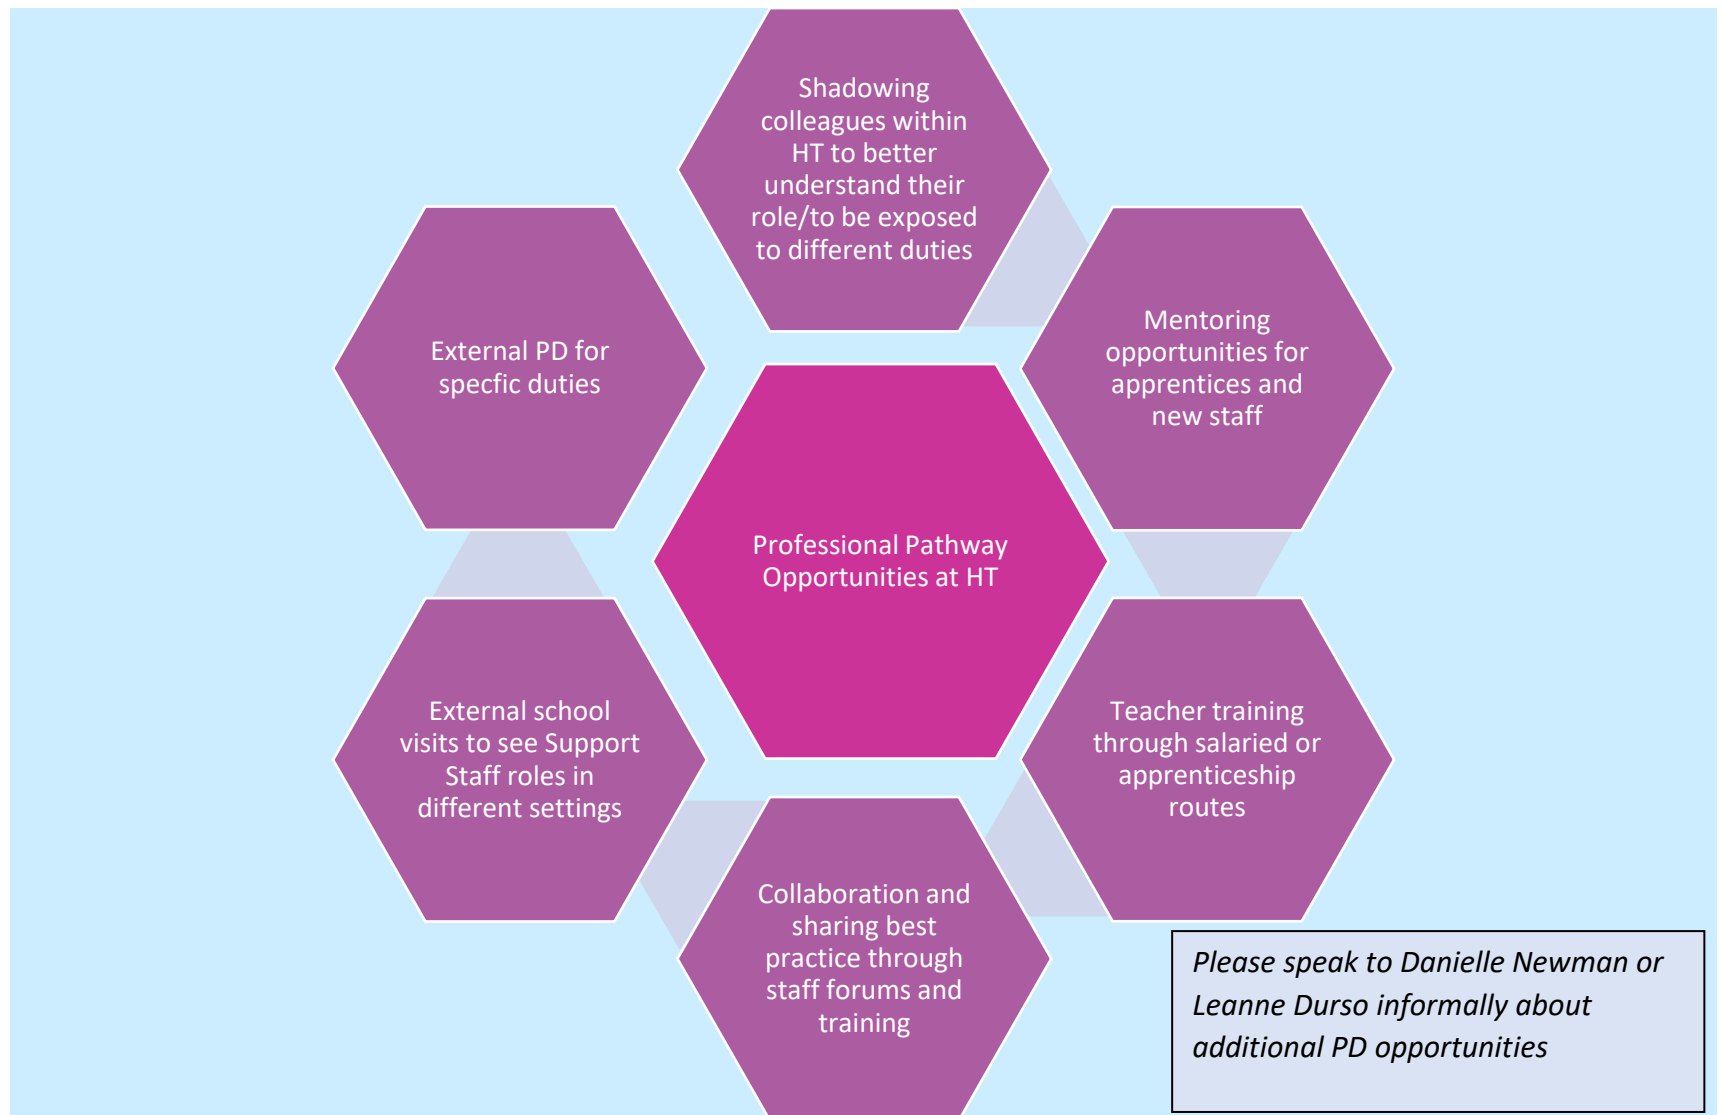 Shadowing
colleagues within
HT to better
understand their
role/to be exposed
to different duties
Mentoring
opportunities for
apprentices and
new staff
Teacher training
through salaried or
apprenticeship
routes
Collaboration and
sharing best
practice through
staff forums and
training
External school
visits to see Support
Staff roles in
different settings
External PD for
specfic duties
Professional Pathway
Opportunities at HT
Please speak to Danielle Newman or
Leanne Durso informally about
additional PD opportunities